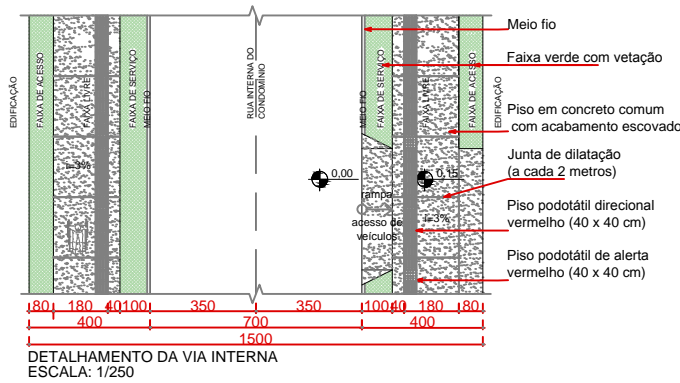 EDIFICAÇÃO
FAIXA DE ACESSO
FAIXA LIVRE
FAIXA DE SERVIÇO
MEIO FIO
RUA INTERNA DO
CONDOMÍNIO
MEIO FIO
FAIXA DE SERVIÇO
FAIXA LIVRE
FAIXA DE ACESSO
EDIFICAÇÃO
Meio fio
Faixa verde com vetação
Piso em concreto comum
com acabamento escovado
Junta de dilatação
(a cada 2 metros)
Piso podotátil direcional
vermelho (40 x 40 cm)
Piso podotátil de alerta
vermelho (40 x 40 cm)
i=3%
0,00
0,15
rampa
acesso de
veículos
i=3%
80 180 40 100 350 350 100 40 180 80
400 700 400
1500
DETALHAMENTO DA VIA INTERNA
ESCALA: 1/250